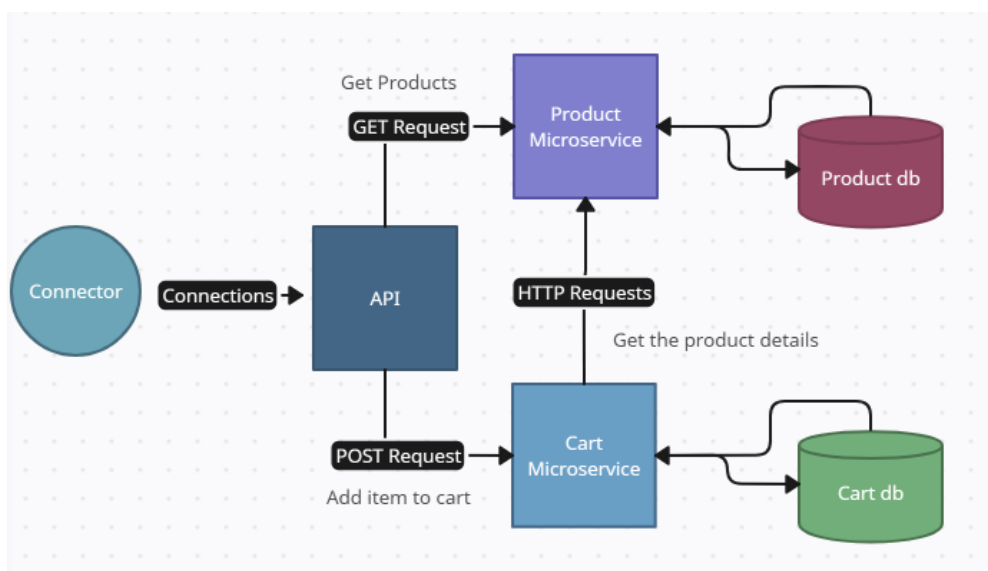 Get Products
GET Request
Product
Microservice
Product db
Connector
Connections
API
HTTP Requests
Get the product details
POST Request
Add item to cart
Cart
Microservice
Cart db